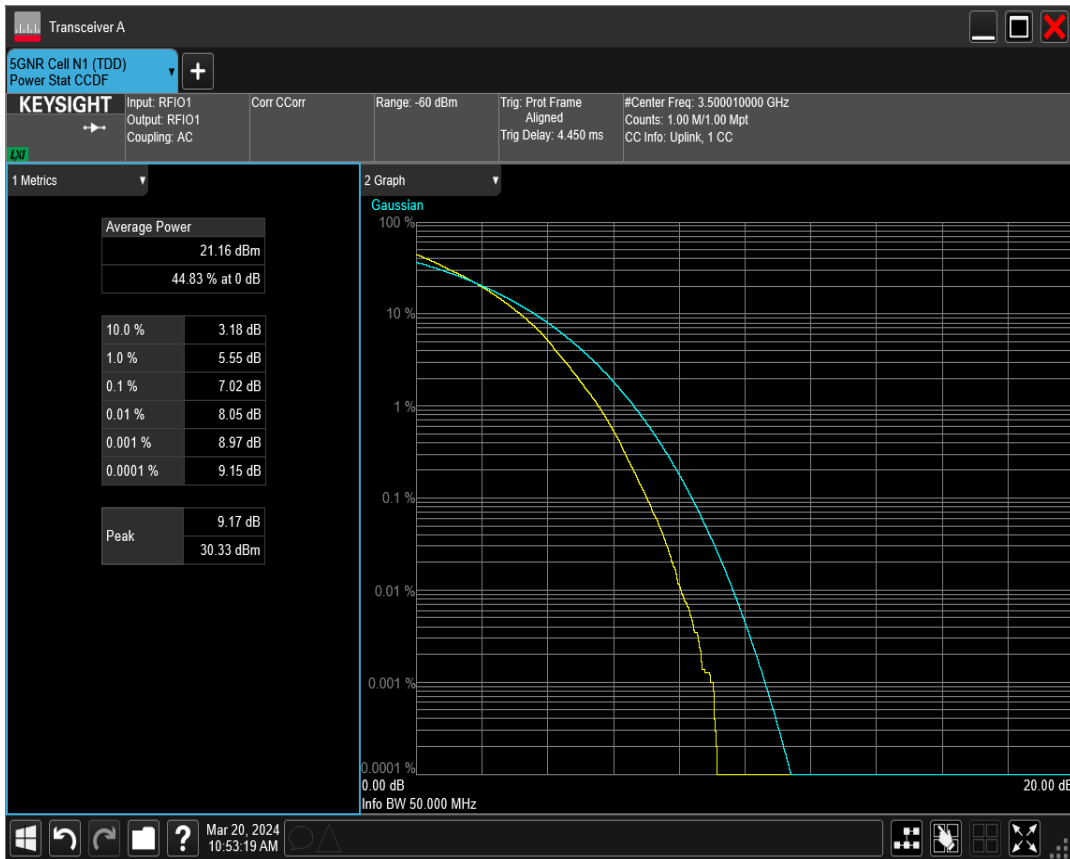 Transceiver A
5GNR Cell N1 (TDD)
Power Stat CCDF
+
KEYSIGHT
LXI
Input: RFIO1
Output: RFIO1
Coupling: AC
Corr CCorr
Range: -60 dBm
Trig: Prot Frame
Aligned
Trig Delay: 4.450 ms
#Center Freq: 3.500010000 GHz
Counts: 1.00 M/1.00 Mpt
CC Info: Uplink, 1 CC
1 Metrics
Average Power
21.16 dBm
44.83 % at 0 dB
10.0 % 3.18 dB
1.0 % 5.55 dB
0.1 % 7.02 dB
0.01 % 8.05 dB
0.001 % 8.97 dB
0.0001 % 9.15 dB
Peak 9.17 dB
30.33 dBm
2 Graph
Gaussian
100 %
10 %
1 %
0.1 %
0.01 %
0.001 %
0.0001 %
0.00 dB 20.00 dB
Info BW 50.000 MHz
?
Mar 20, 2024
10:53:19 AM